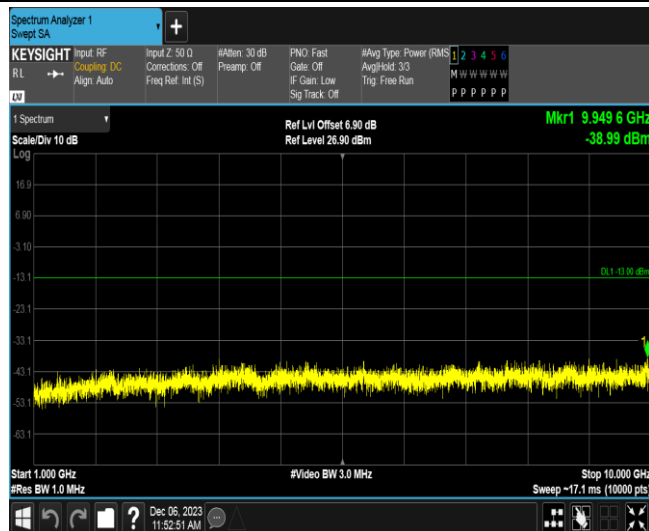 Spectrum Analyzer 1
Swept SA
KEYSIGHT
RL
LXI
Input: RF
Coupling: DC
Align: Auto
Input Z: 50 Ω
Corrections: Off
Freq Ref: Int (S)
#Atten: 30 dB
Preamp: Off
PNO: Fast
Gate: Off
IF Gain: Low
Sig Track: Off
#Avg Type: Power (RMS
Avg|Hold: 3/3
Trig: Free Run
1 2 3 4 5 6
M W W W W W
P P P P P P
1 Spectrum
Scale/Div 10 dB
Log
Ref Lvl Offset 6.90 dB
Ref Level 26.90 dBm
Mkr1 9.949 6 GHz
-38.99 dBm
16.9
6.90
-3.10
-13.1
DL1 -13.00 dBm
-23.1
-33.1
1
-43.1
-53.1
-63.1
Start 1.000 GHz
#Res BW 1.0 MHz
#Video BW 3.0 MHz
Stop 10.000 GHz
Sweep ~17.1 ms (10000 pts)
?
Dec 06, 2023
11:52:51 AM